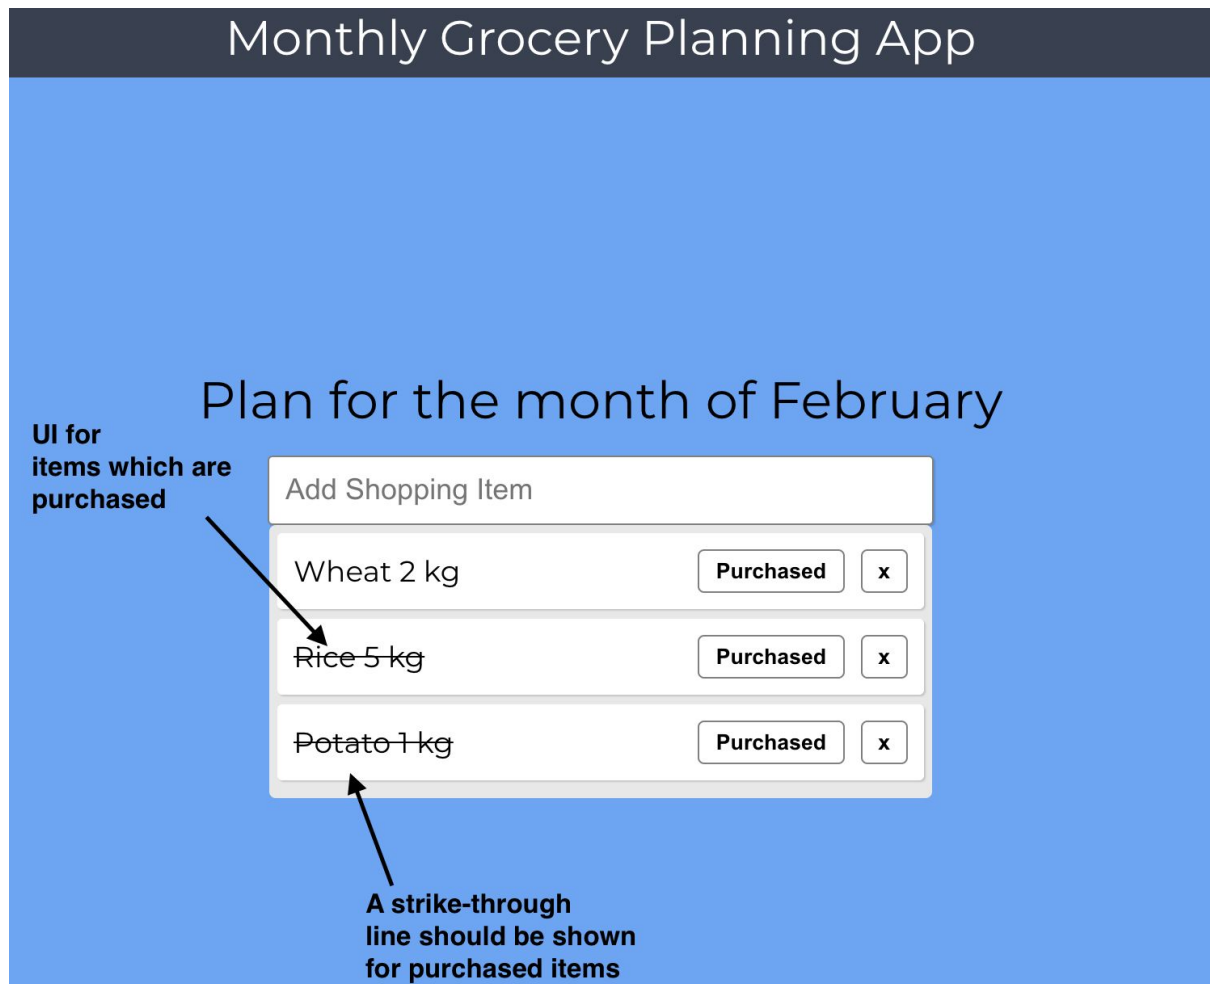 Monthly Grocery Planning App
Plan for the month of February
UI for
items which are
purchased
Add Shopping Item
Wheat 2 kg Purchased x
Rice 5 kg Purchased x
Potato 1 kg Purchased x
A strike-through
line should be shown
for purchased items